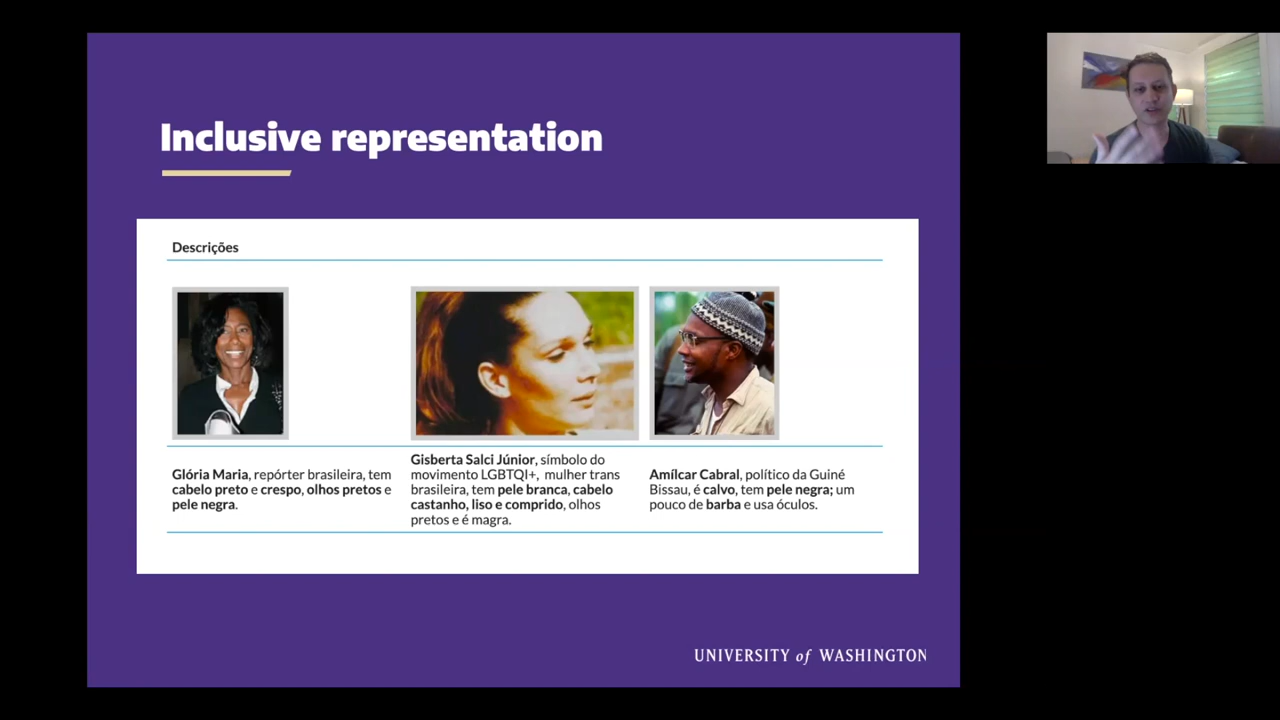 Inclusive representation
Descrições
Glória Maria, repórter brasileira, tem
cabelo preto e crespo, olhos pretos e
pele negra.
Gisberta Salci Júnior, símbolo do
movimento LGBTQI+, mulher trans
brasileira, tem pele branca, cabelo
castanho, liso e comprido, olhos
pretos e é magra.
Amílcar Cabral, político da Guiné
Bissau, é calvo, tem pele negra; um
pouco de barba e usa óculos.
UNIVERSITY of WASHINGTON